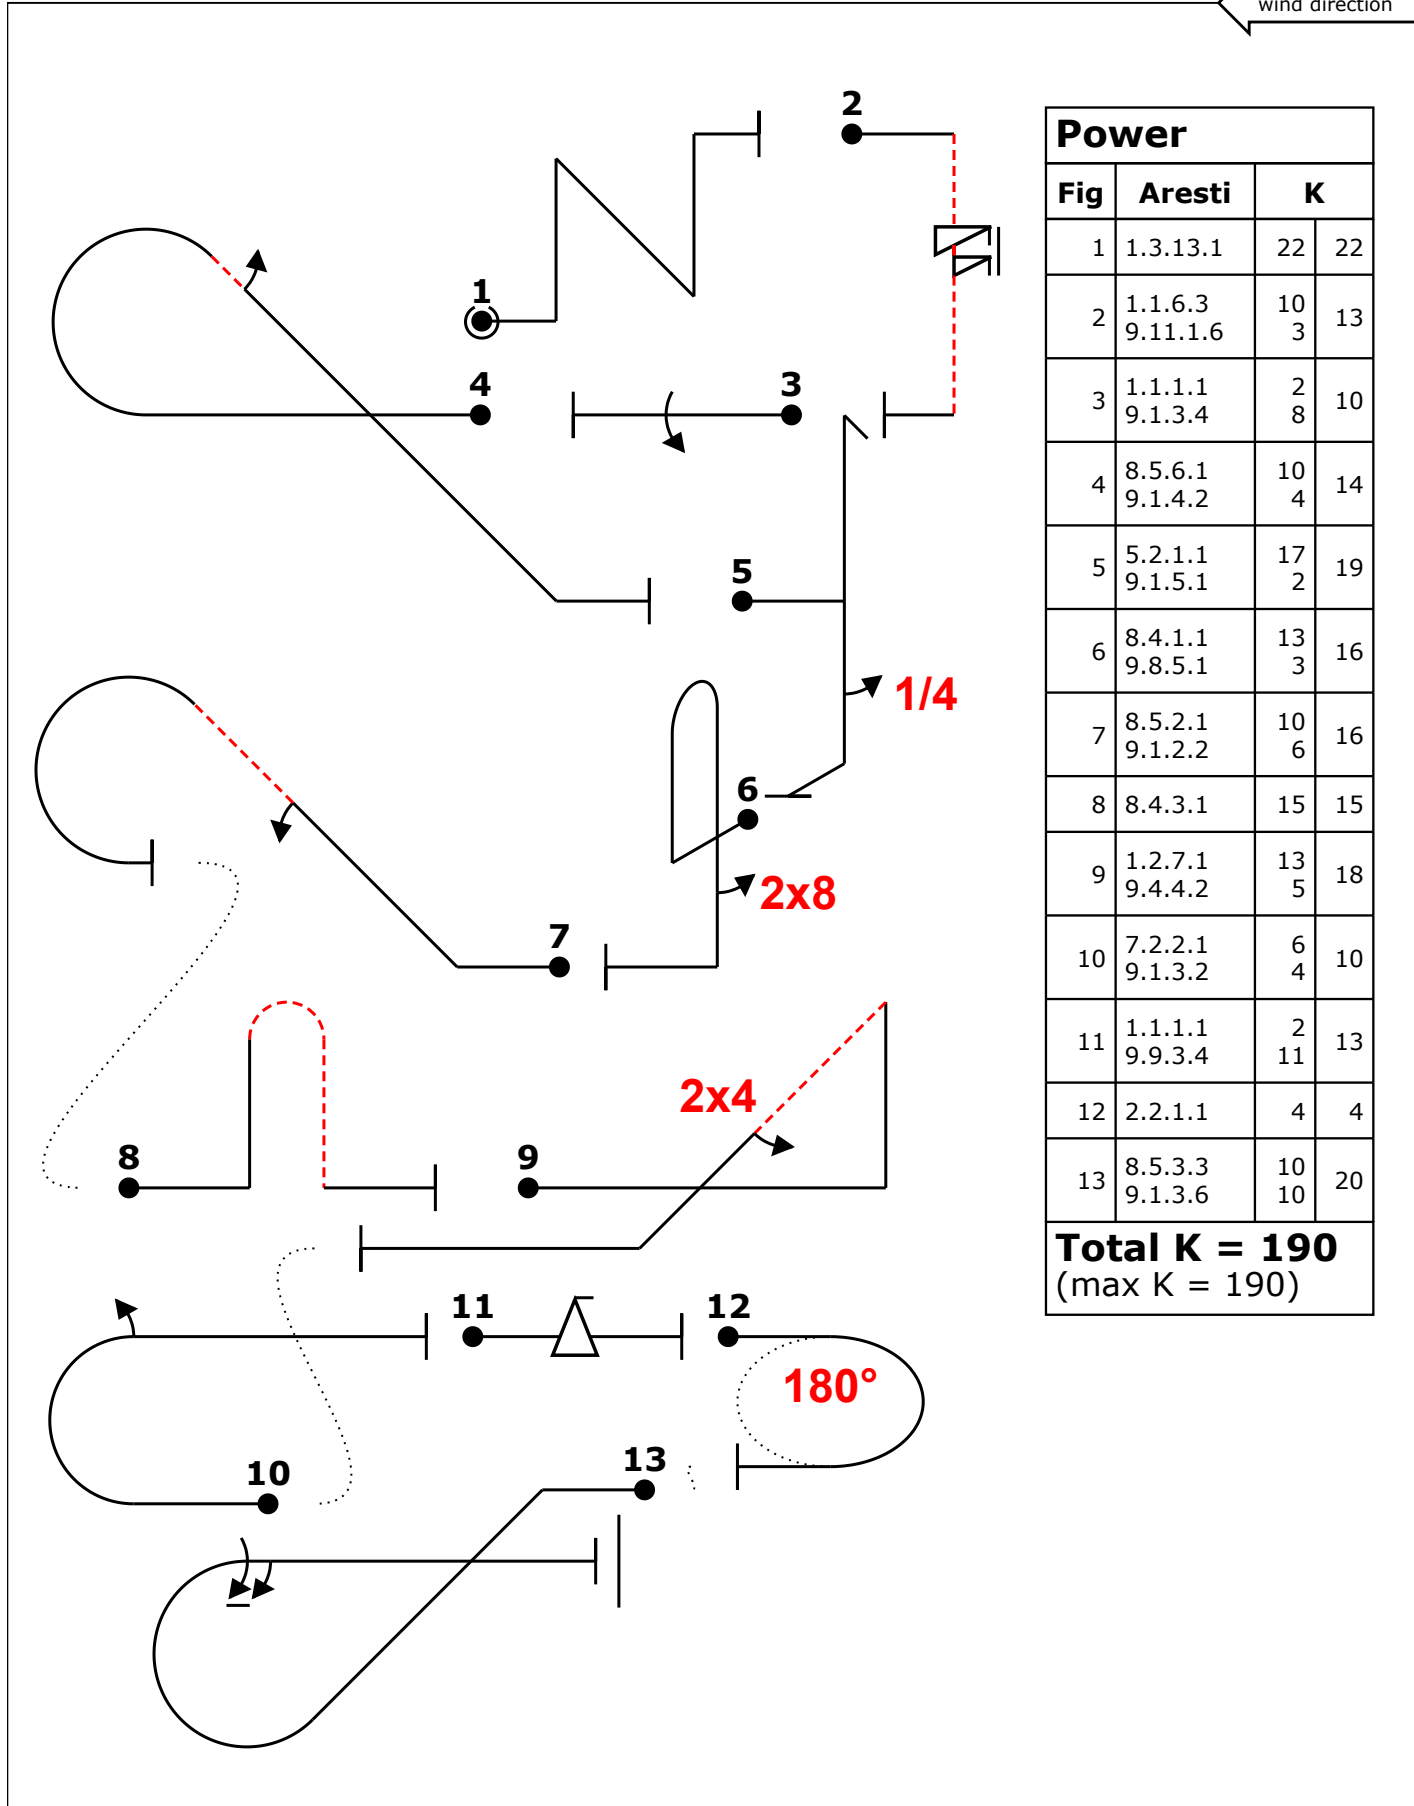 wind direction
2
1
4
3
5
1/4
6
2x8
7
2x4
8
9
11
12
180°
10
13
Power
Fig Aresti K
1 1.3.13.1 22 22
2 1.1.6.3 10 13
9.11.1.6 3
3 1.1.1.1 2 10
9.1.3.4 8
4 8.5.6.1 10 14
9.1.4.2 4
5 5.2.1.1 17 19
9.1.5.1 2
6 8.4.1.1 13 16
9.8.5.1 3
7 8.5.2.1 10 16
9.1.2.2 6
8 8.4.3.1 15 15
9 1.2.7.1 13 18
9.4.4.2 5
10 7.2.2.1 6 10
9.1.3.2 4
11 1.1.1.1 2 13
9.9.3.4 11
12 2.2.1.1 4 4
13 8.5.3.3 10 20
9.1.3.6 10
Total K = 190
(max K = 190)